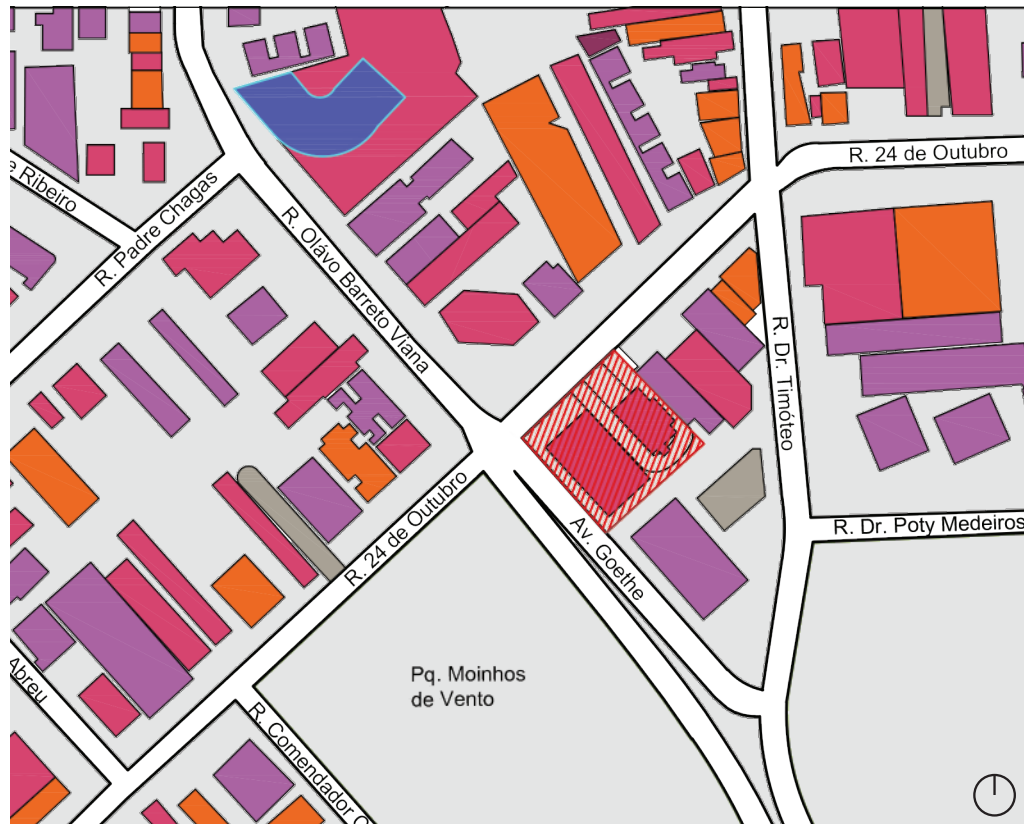 R. 24 de Outubro
e Ribeiro
R. Padre Chagas
R. Olávo Barreto Viana
R. Dr. Timóteo
R. 24 de Outubro
Av. Goethe
R. Dr. Poty Medeiros
Pq. Moinhos
de Vento
Abreu
R. Comendador C